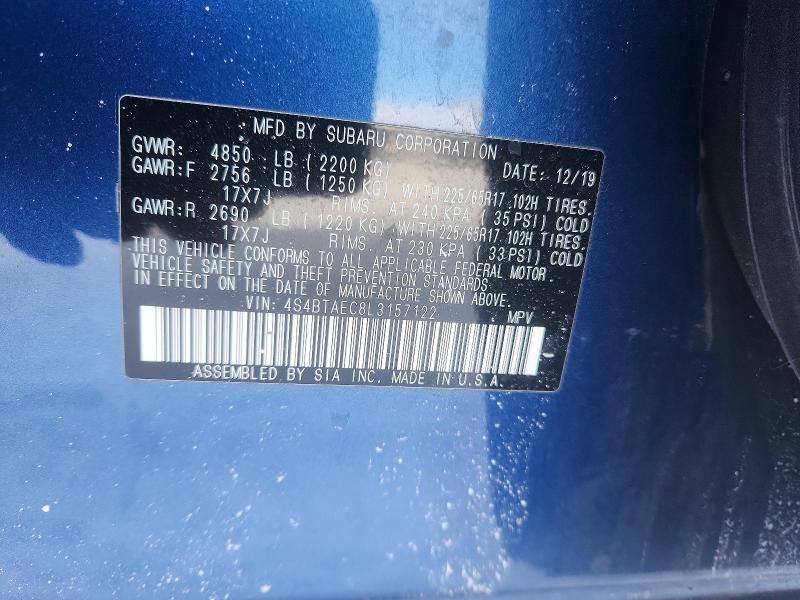 MFD BY SUBARU CORPORATION
GVWR: 4850 LB ( 2200 KG) DATE: 12/19
GAWR:F 2756 LB ( 1250 KG) WITH 225/65R17 102H TIRES.
17X7J RIMS. AT 240 KPA ( 35 PSI) COLD
GAWR:R 2690 LB ( 1220 KG) WITH 225/65R17 102H TIRES.
17X7J RIMS. AT 230 KPA ( 33 PSI) COLD
THIS VEHICLE CONFORMS TO ALL APPLICABLE FEDERAL MOTOR
VEHICLE SAFETY AND THEFT PREVENTION STANDARDS
IN EFFECT ON THE DATE OF MANUFACTURE SHOWN ABOVE.
VIN: 4S4BTAEC8L3157122 MPV
ASSEMBLED BY SIA INC. MADE IN U.S.A.